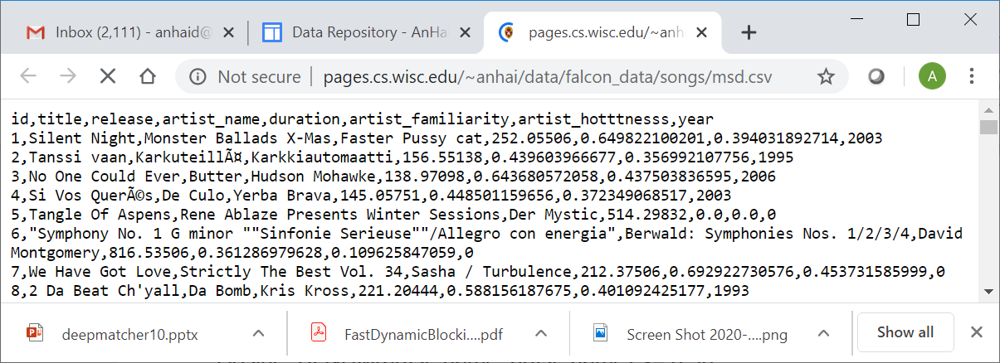 Inbox (2,111) - anhaid@
Data Repository - AnHai
pages.cs.wisc.edu/~anh
Not secure
pages.cs.wisc.edu/~anhai/data/falcon_data/songs/msd.csv
A
id,title,release,artist_name,duration,artist_familiarity,artist_hotttnesss,year
1,Silent Night,Monster Ballads X-Mas,Faster Pussy cat,252.05506,0.649822100201,0.394031892714,2003
2,Tanssi vaan,KarkuteillÃ¤,Karkkiautomaatti,156.55138,0.439603966677,0.356992107756,1995
3,No One Could Ever,Butter,Hudson Mohawke,138.97098,0.643680572058,0.437503836595,2006
4,Si Vos QuerÃ©s,De Culo,Yerba Brava,145.05751,0.448501159656,0.372349068517,2003
5,Tangle Of Aspens,Rene Ablaze Presents Winter Sessions,Der Mystic,514.29832,0.0,0.0,0
6,"Symphony No. 1 G minor ""Sinfonie Serieuse""/Allegro con energia",Berwald: Symphonies Nos. 1/2/3/4,David
Montgomery,816.53506,0.361286979628,0.109625847059,0
7,We Have Got Love,Strictly The Best Vol. 34,Sasha / Turbulence,212.37506,0.692922730576,0.453731585999,0
8,2 Da Beat Ch'yall,Da Bomb,Kris Kross,221.20444,0.588156187675,0.401092425177,1993
deepmatcher10.pptx
FastDynamicBlocki....pdf
Screen Shot 2020-....png
Show all